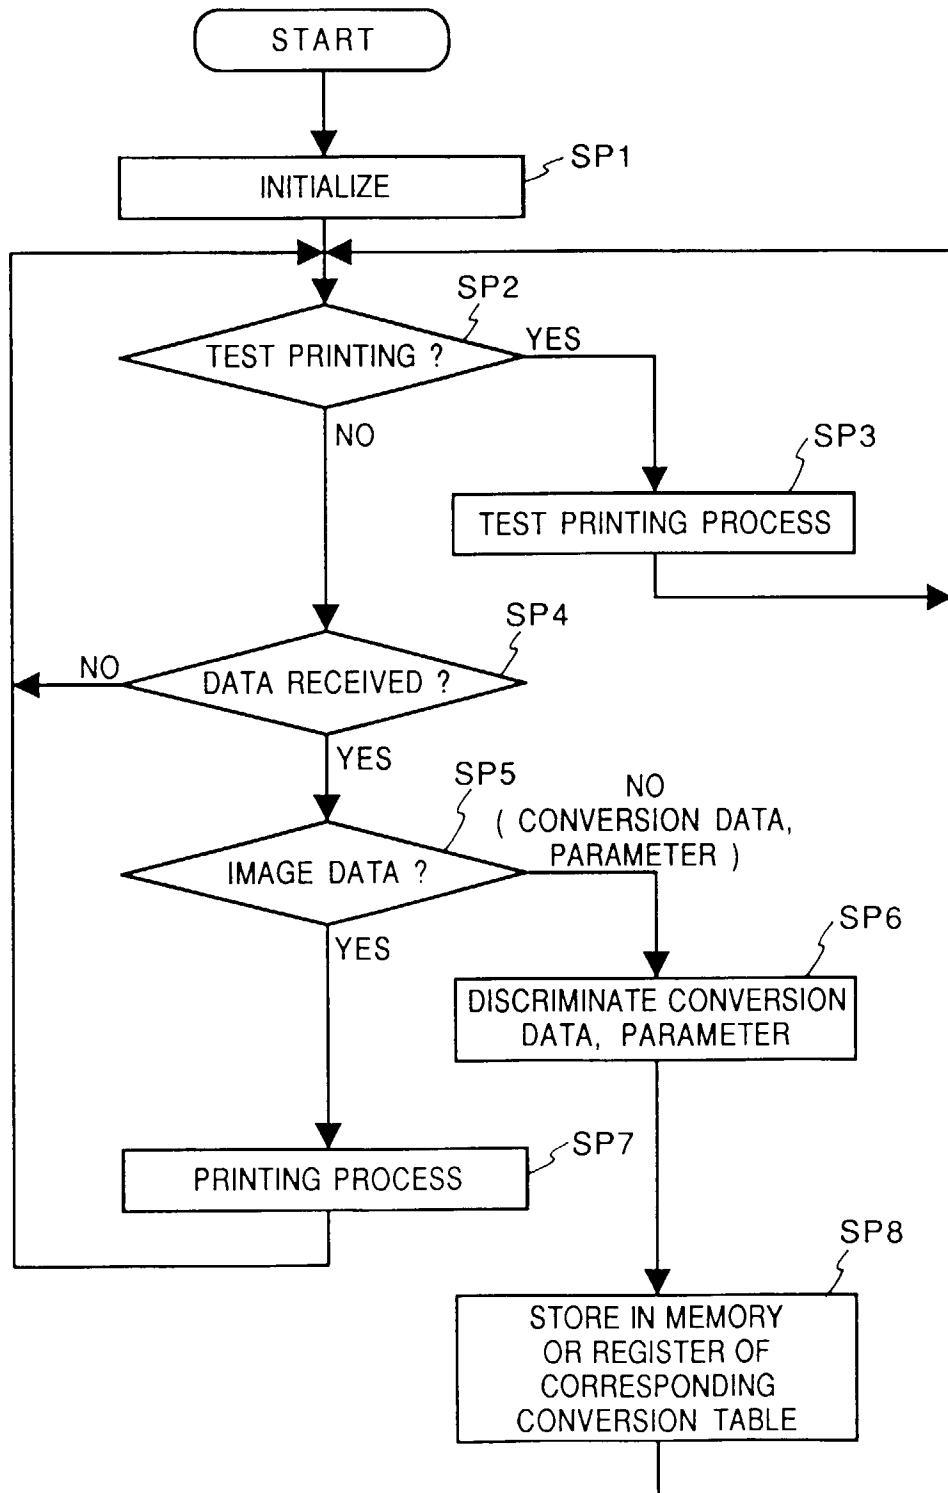 START
SP1
INITIALIZE
SP2
TEST PRINTING ?
YES
NO
SP3
TEST PRINTING PROCESS
SP4
NO
DATA RECEIVED ?
YES
SP5
NO
( CONVERSION DATA,
PARAMETER )
IMAGE DATA ?
YES
SP6
DISCRIMINATE CONVERSION
DATA, PARAMETER
SP7
PRINTING PROCESS
SP8
STORE IN MEMORY
OR REGISTER OF
CORRESPONDING
CONVERSION TABLE